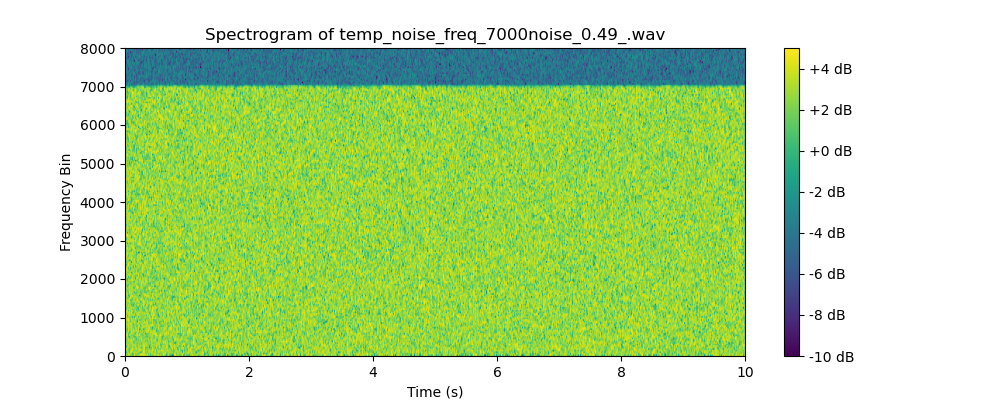 Spectrogram of temp_noise_freq_7000noise_0.49_.wav
8000
7000
6000
5000
4000
3000
2000
1000
0
Frequency Bin
0 2 4 6 8 10
Time (s)
+4 dB
+2 dB
+0 dB
-2 dB
-4 dB
-6 dB
-8 dB
-10 dB